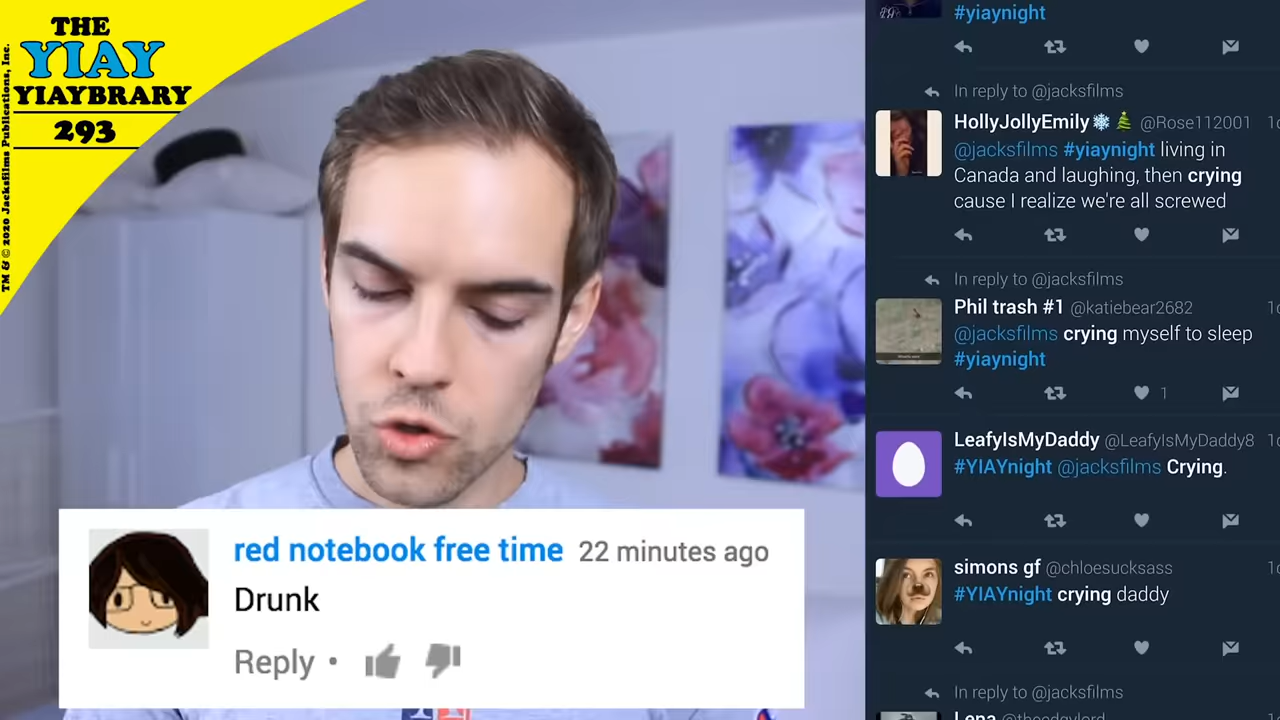 THE
YIAY
YIAYBRARY
293
TM & © 2020 Jacksfilms Publications, Inc.
red notebook free time 22 minutes ago
Drunk
Reply •
#yiaynight
In reply to @jacksfilms
HollyJollyEmily❄🎄 @Rose112001
@jacksfilms #yiaynight living in
Canada and laughing, then crying
cause I realize we're all screwed
In reply to @jacksfilms
Phil trash #1 @katiebear2682
@jacksfilms crying myself to sleep
#yiaynight
1
LeafyIsMyDaddy @LeafyIsMyDaddy8
#YIAYnight @jacksfilms Crying.
simons gf @chloesucksass
#YIAYnight crying daddy
In reply to @jacksfilms
Lena @theodgylord